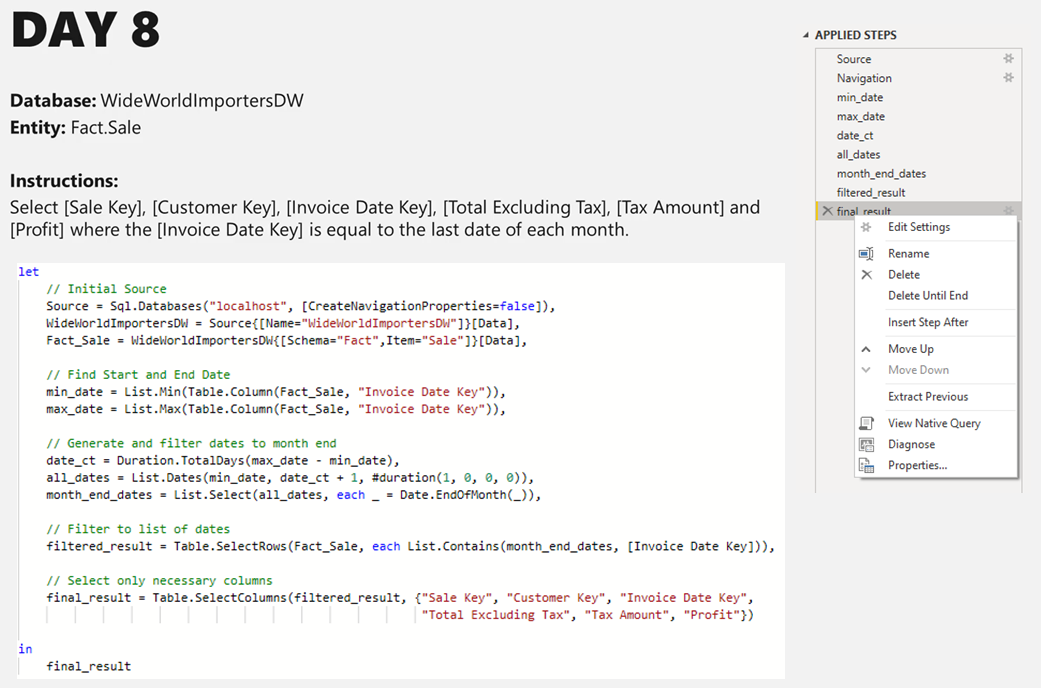 DAY 8
Database: WideWorldImportersDW
Entity: Fact.Sale
Instructions:
Select [Sale Key], [Customer Key], [Invoice Date Key], [Total Excluding Tax], [Tax Amount] and
[Profit] where the [Invoice Date Key] is equal to the last date of each month.
let
// Initial Source
Source = Sql.Databases("localhost", [CreateNavigationProperties=false]),
WideWorldImportersDW = Source{[Name="WideWorldImportersDW"]}[Data],
Fact_Sale = WideWorldImportersDW{[Schema="Fact",Item="Sale"]}[Data],
// Find Start and End Date
min_date = List.Min(Table.Column(Fact_Sale, "Invoice Date Key")),
max_date = List.Max(Table.Column(Fact_Sale, "Invoice Date Key")),
// Generate and filter dates to month end
date_ct = Duration.TotalDays(max_date - min_date),
all_dates = List.Dates(min_date, date_ct + 1, #duration(1, 0, 0, 0)),
month_end_dates = List.Select(all_dates, each _ = Date.EndOfMonth(_)),
// Filter to list of dates
filtered_result = Table.SelectRows(Fact_Sale, each List.Contains(month_end_dates, [Invoice Date Key])),
// Select only necessary columns
final_result = Table.SelectColumns(filtered_result, {"Sale Key", "Customer Key", "Invoice Date Key",
"Total Excluding Tax", "Tax Amount", "Profit"})
in
final_result
APPLIED STEPS
Source
Navigation
min_date
max_date
date_ct
all_dates
month_end_dates
filtered_result
final_result
Edit Settings
Rename
Delete
Delete Until End
Insert Step After
Move Up
Move Down
Extract Previous
View Native Query
Diagnose
Properties...